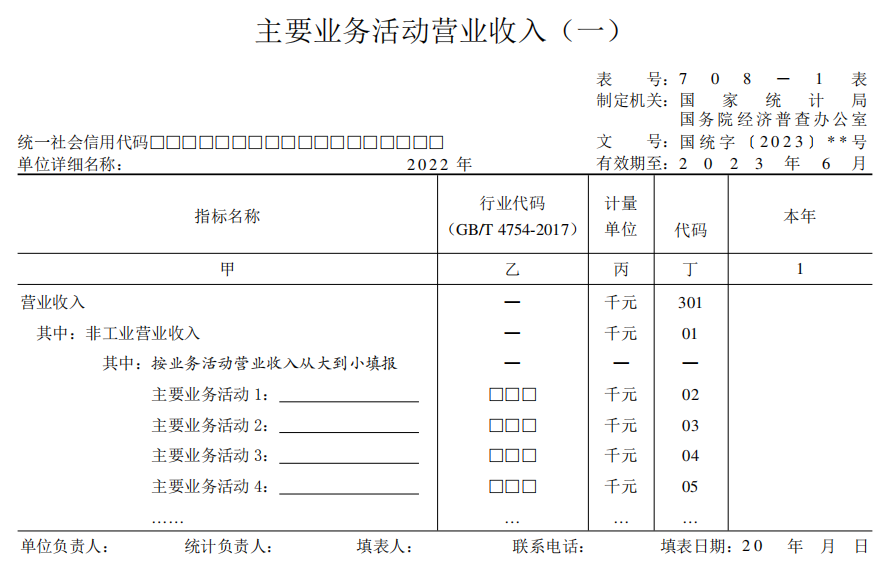 主要业务活动营业收入（一）
表 号：708－1表
制定机关：国家统计局
国务院经济普查办公室
统一社会信用代码□□□□□□□□□□□□□□□□□□ 文 号：国统字〔2023〕**号
单位详细名称： 2022年 有效期至：2023年6月
指标名称 行业代码（GB/T 4754-2017） 计量单位 代码 本年
甲 乙 丙 丁 1
营业收入 — 千元 301
其中：非工业营业收入 — 千元 01
其中：按业务活动营业收入从大到小填报 — — —
主要业务活动1：________ □□□ 千元 02
主要业务活动2：________ □□□ 千元 03
主要业务活动3：________ □□□ 千元 04
主要业务活动4：________ □□□ 千元 05
…… … … …
单位负责人： 统计负责人： 填表人： 联系电话： 填表日期：20 年 月 日